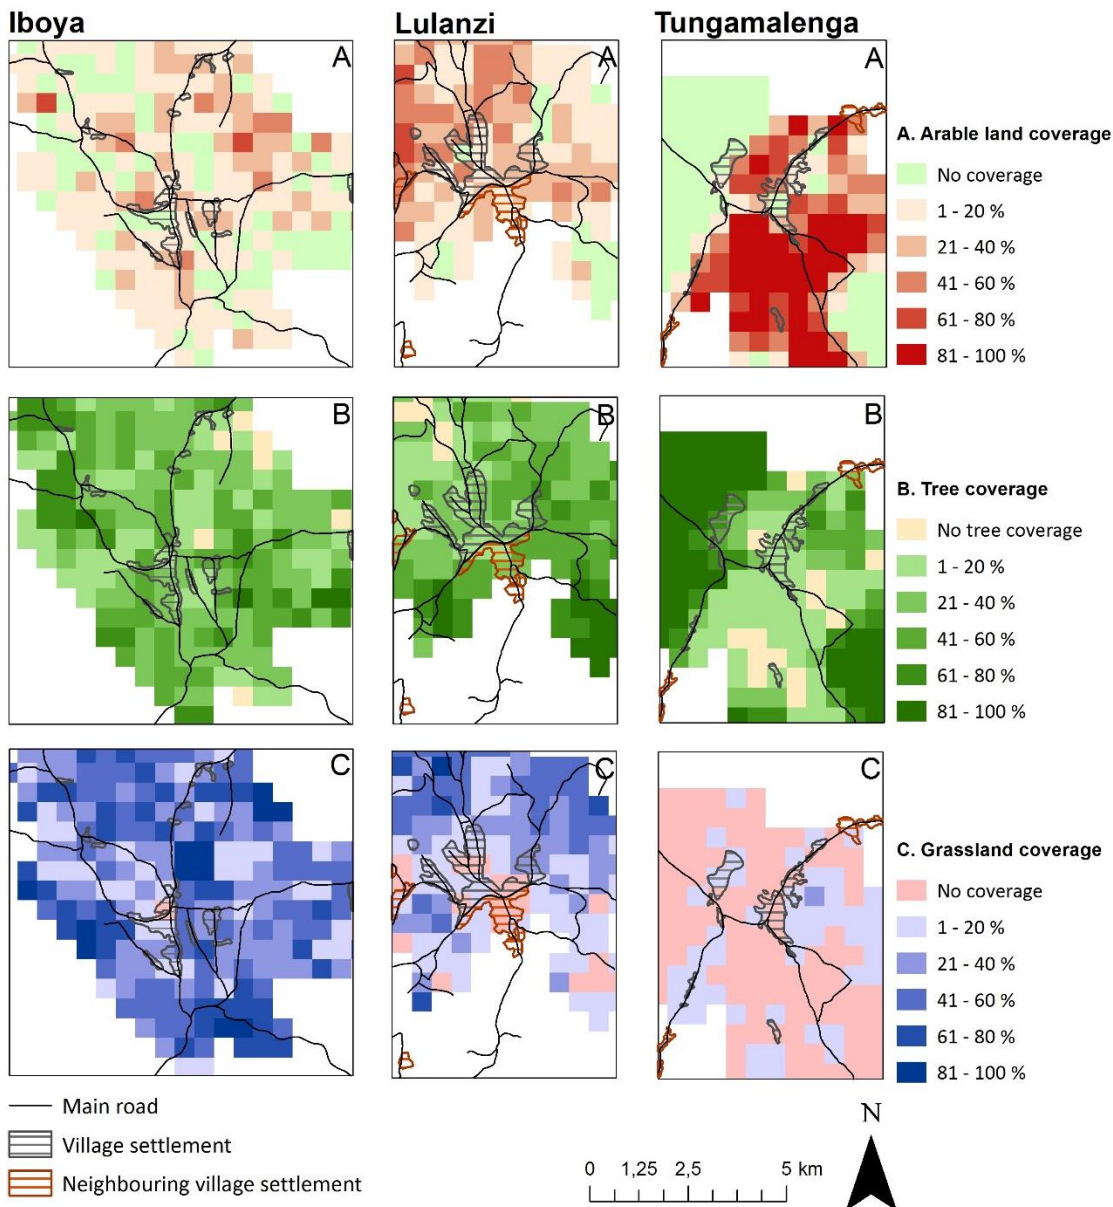 Iboya
Lulanzi
Tungamalenga
A
A
A
A. Arable land coverage
No coverage
1 - 20 %
21 - 40 %
41 - 60 %
61 - 80 %
81 - 100 %
B
B
B
B. Tree coverage
No tree coverage
1 - 20 %
21 - 40 %
41 - 60 %
61 - 80 %
81 - 100 %
C
C
C
C. Grassland coverage
No coverage
1 - 20 %
21 - 40 %
41 - 60 %
61 - 80 %
81 - 100 %
Main road
Village settlement
Neighbouring village settlement
0 1,25 2,5 5 km
N